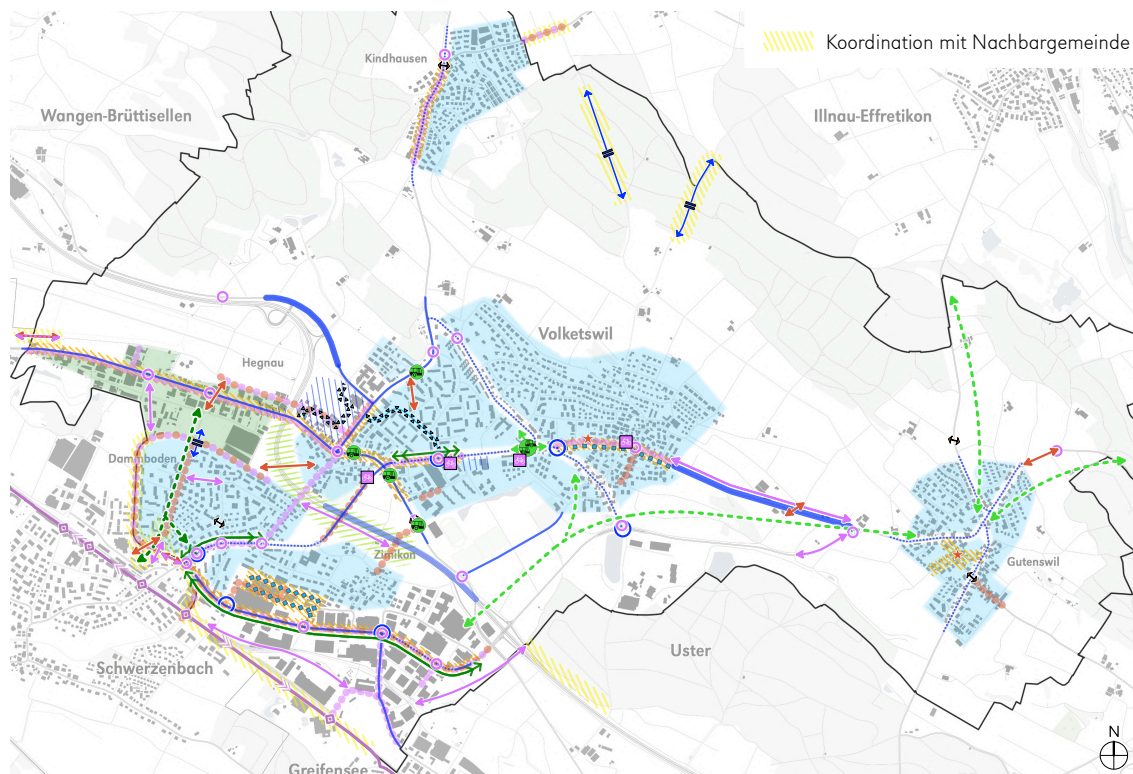 Koordination mit Nachbargemeinde
Kindhausen
Wangen-Brüttisellen
Illnau-Effretikon
Volketswil
Hegnau
Dammboden
Zimikon
Gutenswil
Uster
Schwerzenbach
Greifensee
N